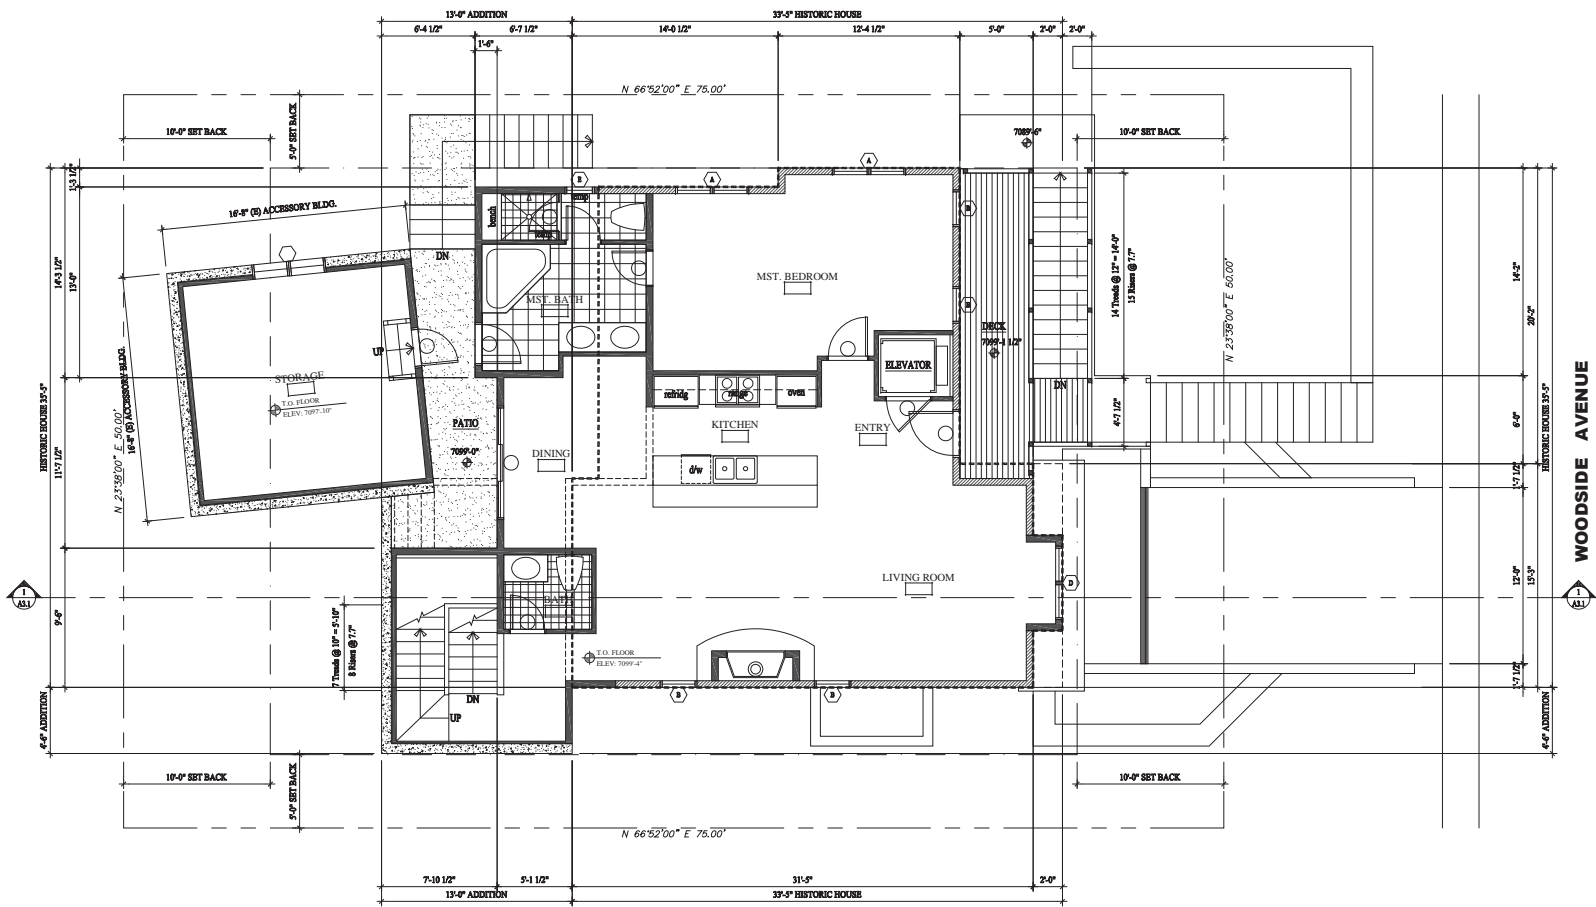 13'-0" ADDITION
33'-5" HISTORIC HOUSE
6'-4 1/2"
6'-7 1/2"
14'-0 1/2"
12'-4 1/2"
5'-0"
2'-0"
2'-0"
1'-6"
N 66°52'00" E 75.00'
5'-0" SET BACK
10'-0" SET BACK
7089'-6"
10'-0" SET BACK
1'-3 1/2"
A
A
E
temp
bench
temp
16'-8" (E) ACCESSORY BLDG.
B
DN
14'-3 1/2"
13'-0"
MST. BEDROOM
MST. BATH
B
14 Treads @ 12" = 14'-0"
15 Risers @ 7.7"
N 23°38'00" E 50.00'
14'-2"
20'-2"
DECK
7099'-1 1/2"
UP
STORAGE
T.O. FLOOR
ELEV: 7097'-10"
16'-8" (E) ACCESSORY BLDG.
N 23°38'00" E 50.00'
HISTORIC HOUSE 35'-5"
11'-7 1/2"
ELEVATOR
DN
refridg
range
oven
4'-7 1/2"
6'-0"
HISTORIC HOUSE 35'-5"
WOODSIDE AVENUE
PATIO
7099'-0"
KITCHEN
ENTRY
DINING
d/w
1'-7 1/2"
LIVING ROOM
D
12'-0"
15'-3"
1
A3.1
1
A3.1
BATH
9'-6"
7 Treads @ 10" = 5'-10"
8 Risers @ 7.7"
T.O. FLOOR
ELEV: 7099'-4"
1'-7 1/2"
DN
UP
B
B
4'-6" ADDITION
4'-6" ADDITION
10'-0" SET BACK
5'-0" SET BACK
10'-0" SET BACK
N 66°52'00" E 75.00'
7'-10 1/2"
5'-1 1/2"
31'-5"
2'-0"
13'-0" ADDITION
33'-5" HISTORIC HOUSE